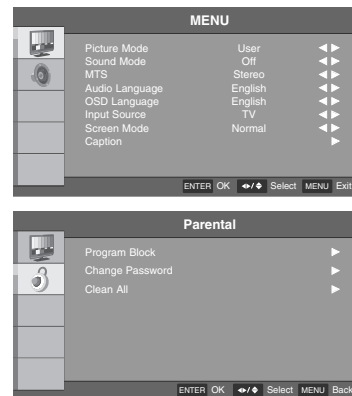 MENU
Picture Mode User
Sound Mode Off
MTS Stereo
Audio Language English
OSD Language English
Input Source TV
Screen Mode Normal
Caption
ENTER OK Select MENU Exit
Parental
Program Block
Change Password
Clean All
ENTER OK Select MENU Back